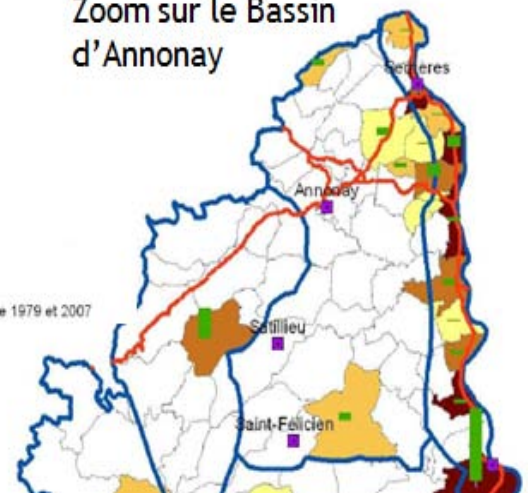 Zoom sur le Bassin
d'Annonay
Serrières
Annonay
e 1979 et 2007
Satillieu
Saint-Félicien